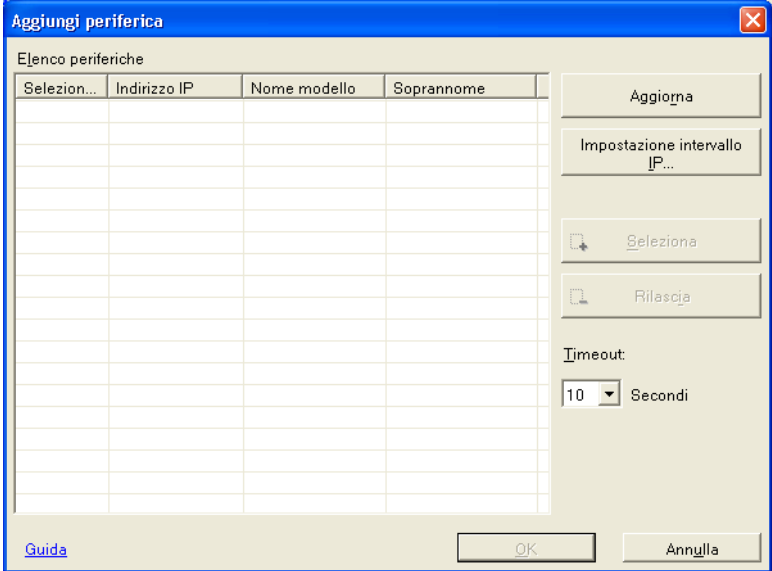 Aggiungi periferica
Elenco periferiche
Selezion... Indirizzo IP Nome modello Soprannome
Aggiorna
Impostazione intervallo
IP...
Seleziona
Rilascia
Timeout:
10 Secondi
Guida OK Annulla